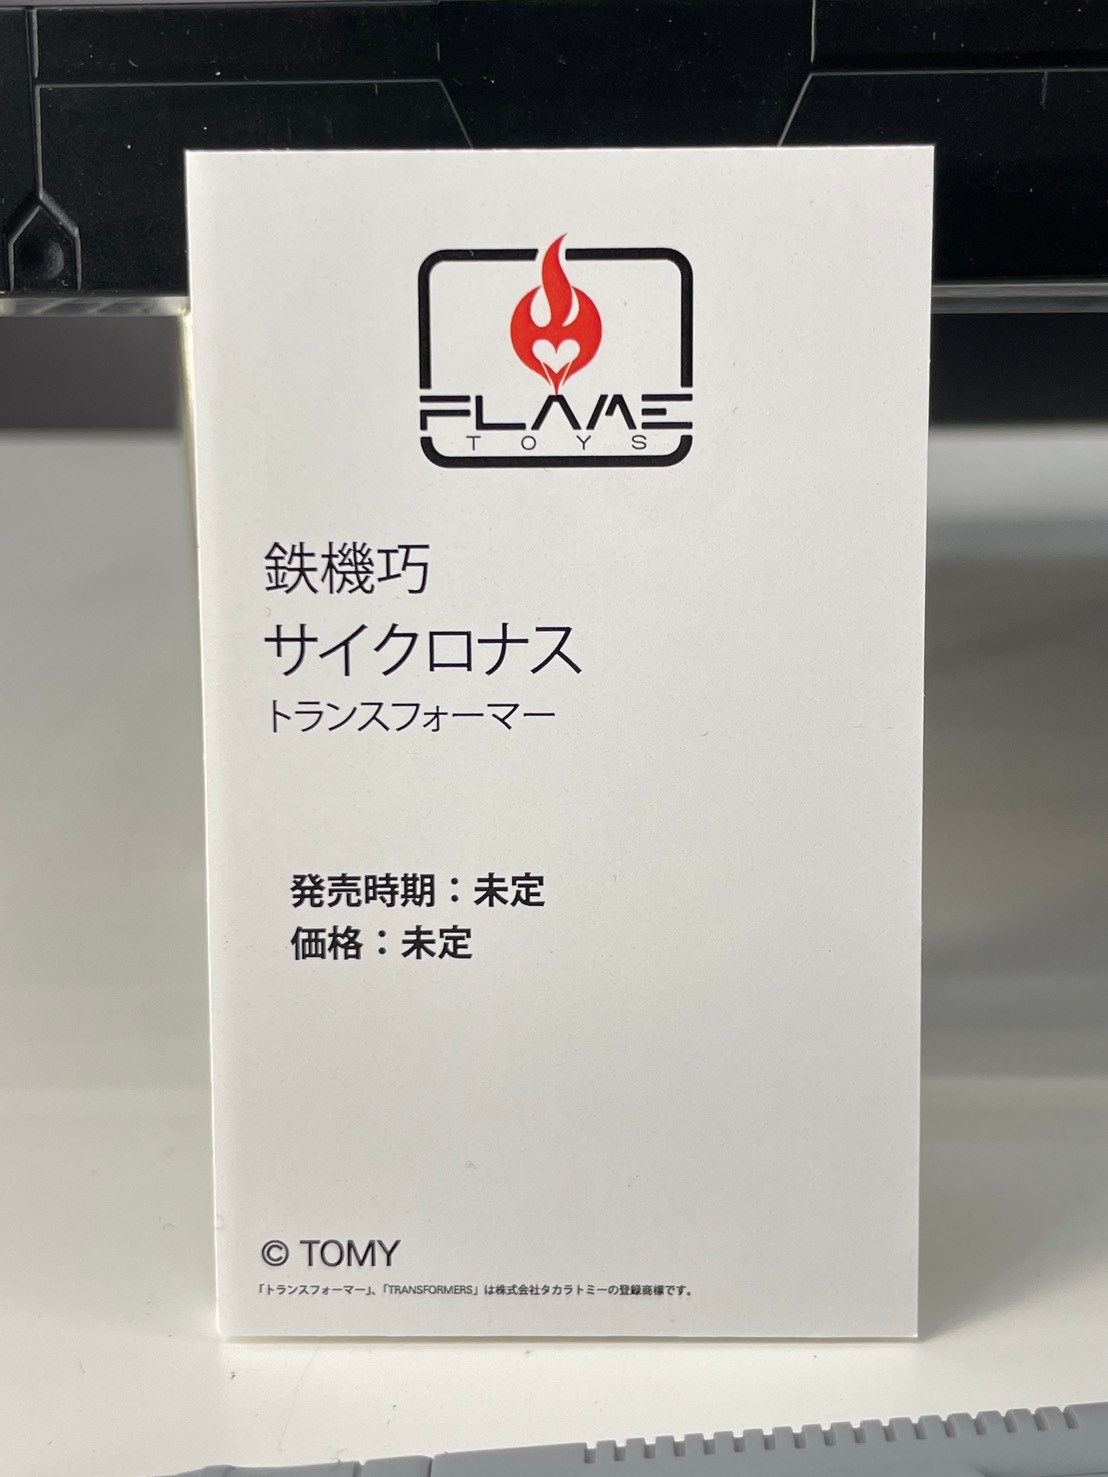 FLAME
TOYS
鉄機巧
サイクロナス
トランスフォーマー
発売時期：未定
価格：未定
© TOMY
「トランスフォーマー」、「TRANSFORMERS」は株式会社タカラトミーの登録商標です。